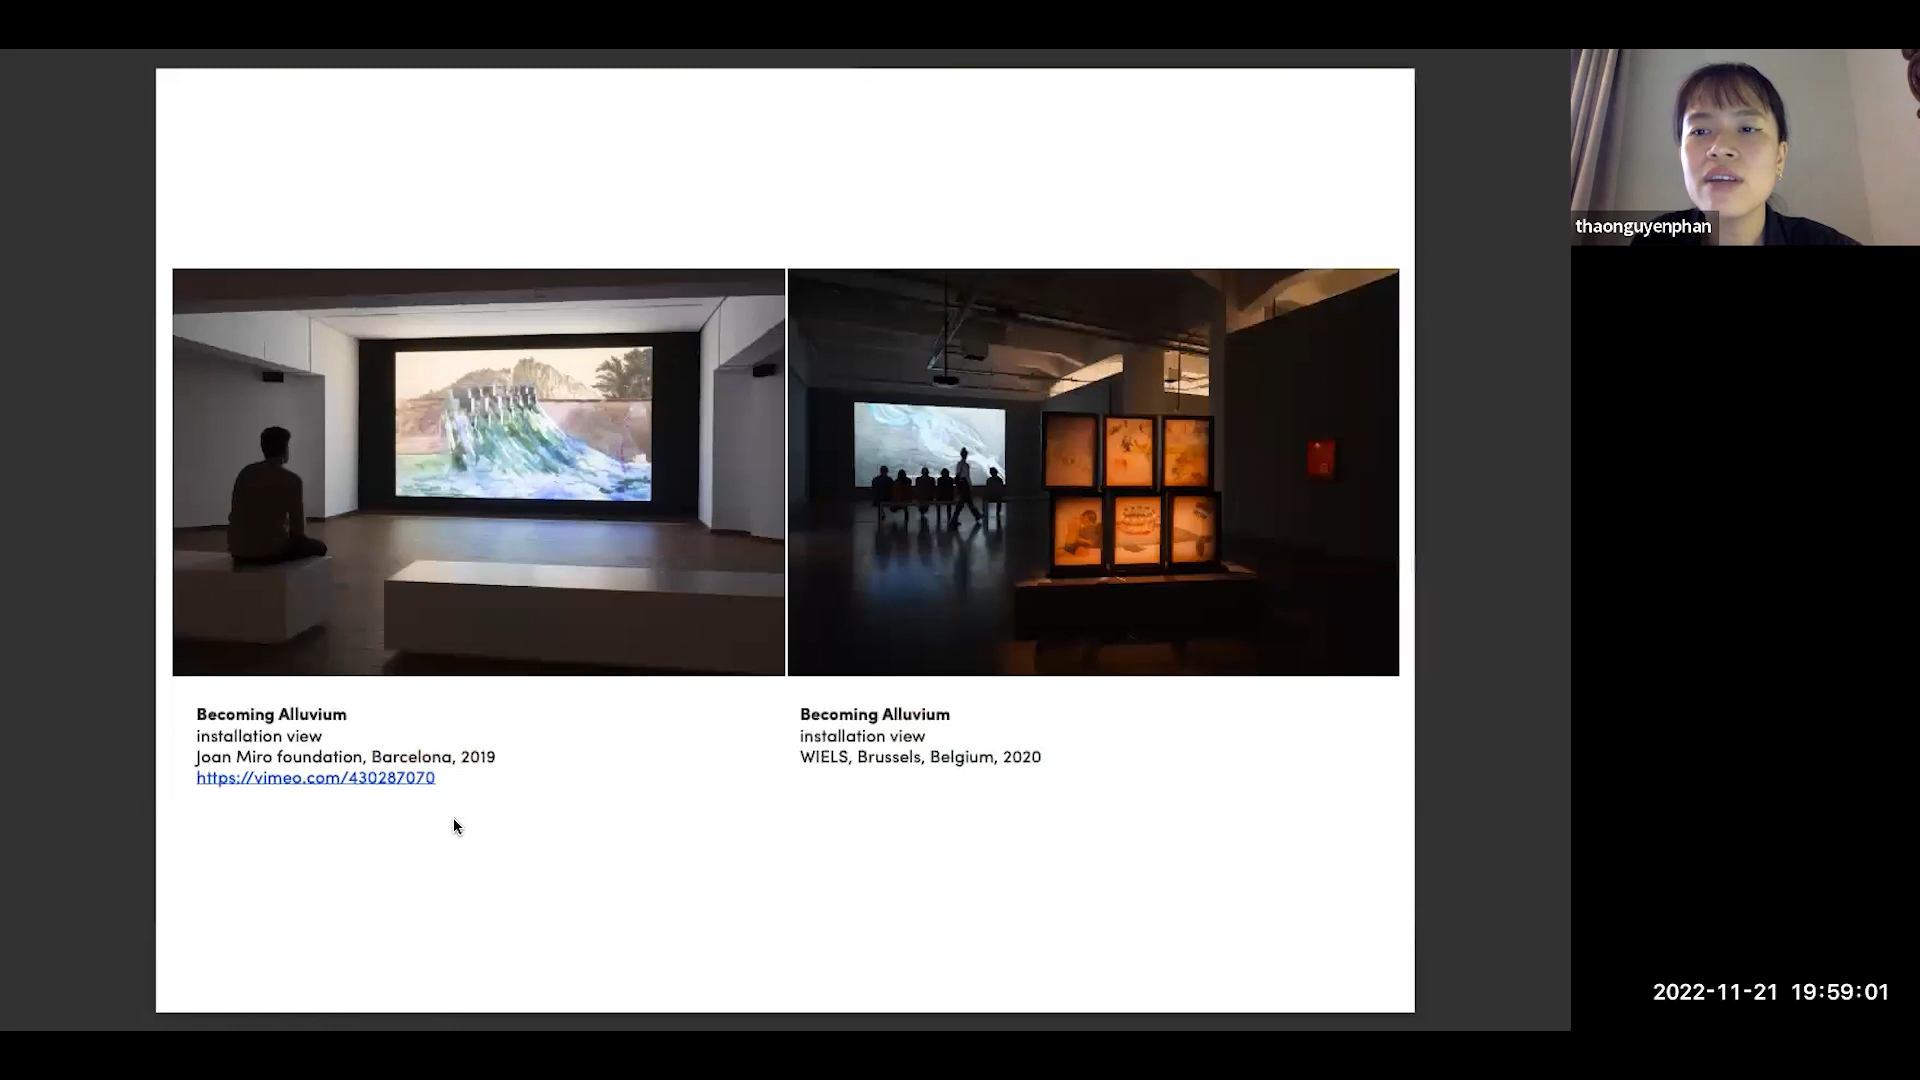 thaonguyenphan
Becoming Alluvium
installation view
Joan Miro foundation, Barcelona, 2019
https://vimeo.com/430287070
Becoming Alluvium
installation view
WIELS, Brussels, Belgium, 2020
2022-11-21 19:59:01